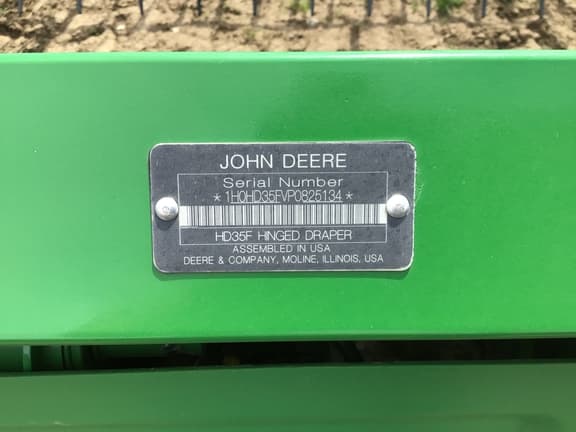 JOHN DEERE
Serial Number
*1H0HD35FVP0825134*
HD35F HINGED DRAPER
ASSEMBLED IN USA
DEERE & COMPANY, MOLINE, ILLINOIS, USA